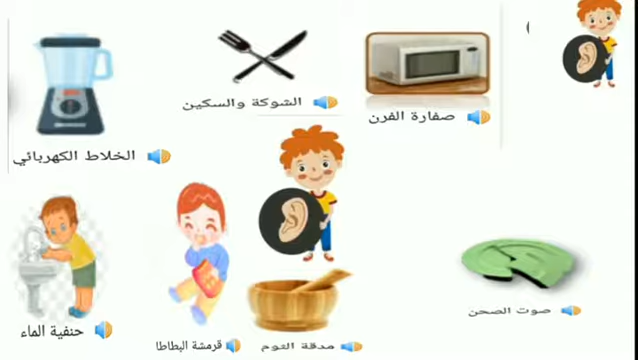 الشوكة والسكين
صفارة الفرن
الخلاط الكهربائي
صوت الصحن
حنفية الماء
قرمشة البطاطا
مدقة الثوم